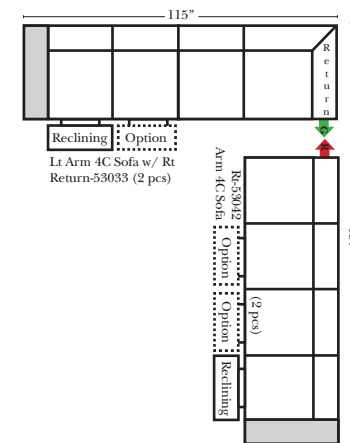 115”
Return
G
R
Reclining
Option
Lt Arm 4C Sofa w/ Rt
Return-53033 (2 pcs)
Rt-53042
Arm 4C Sofa
Option
Option
(2 pcs)
Reclining